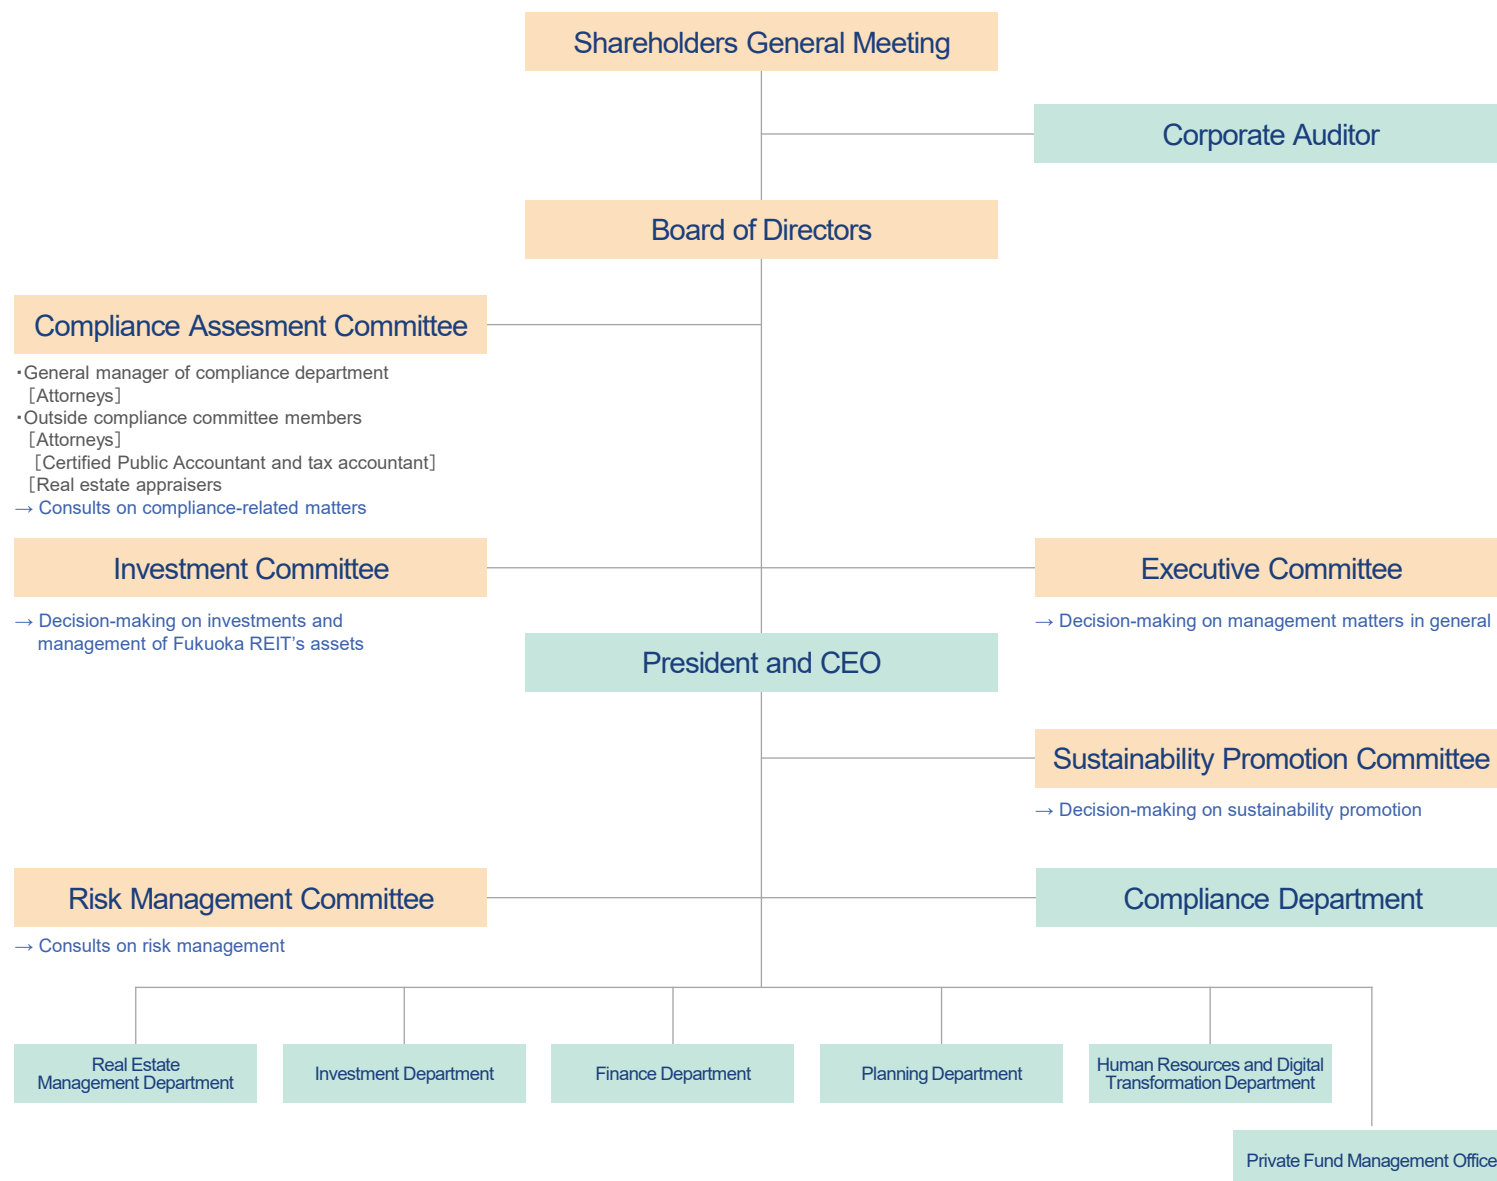 Shareholders General Meeting
Corporate Auditor
Board of Directors
Compliance Assesment Committee
・General manager of compliance department
［Attorneys］
・Outside compliance committee members
［Attorneys］
［Certified Public Accountant and tax accountant］
［Real estate appraisers
→ Consults on compliance-related matters
Investment Committee
→ Decision-making on investments and
management of Fukuoka REIT’s assets
Executive Committee
→ Decision-making on management matters in general
President and CEO
Sustainability Promotion Committee
→ Decision-making on sustainability promotion
Risk Management Committee
→ Consults on risk management
Compliance Department
Real Estate
Management Department
Investment Department
Finance Department
Planning Department
Human Resources and Digital
Transformation Department
Private Fund Management Office